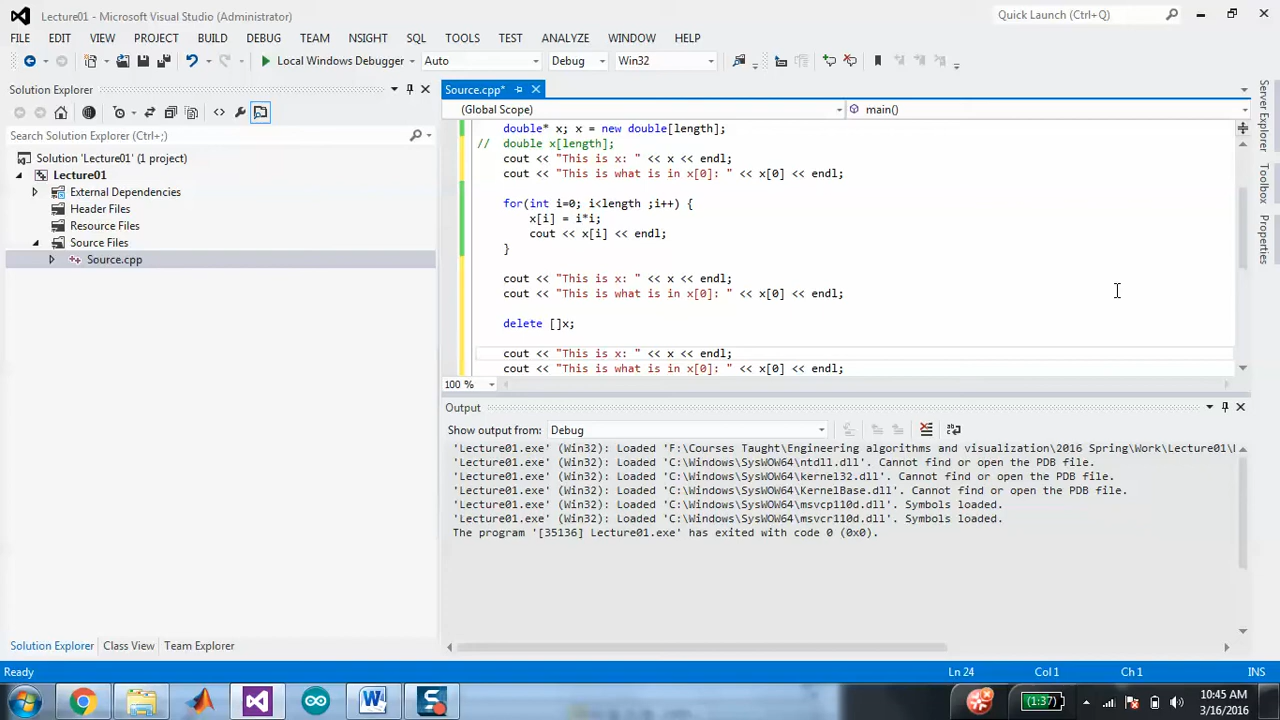 Lecture01 - Microsoft Visual Studio (Administrator)
Quick Launch (Ctrl+Q)
FILE EDIT VIEW PROJECT BUILD DEBUG TEAM NSIGHT SQL TOOLS TEST ANALYZE WINDOW HELP
Local Windows Debugger Auto Debug Win32
Solution Explorer
Search Solution Explorer (Ctrl+;)
Solution 'Lecture01' (1 project)
Lecture01
External Dependencies
Header Files
Resource Files
Source Files
Source.cpp
Solution Explorer Class View Team Explorer
Source.cpp*
(Global Scope) main()
double* x; x = new double[length];
// double x[length];
cout << "This is x: " << x << endl;
cout << "This is what is in x[0]: " << x[0] << endl;
for(int i=0; i<length ;i++) {
x[i] = i*i;
cout << x[i] << endl;
}
cout << "This is x: " << x << endl;
cout << "This is what is in x[0]: " << x[0] << endl;
delete []x;
cout << "This is x: " << x << endl;
cout << "This is what is in x[0]: " << x[0] << endl;
100 %
Output
Show output from: Debug
'Lecture01.exe' (Win32): Loaded 'F:\Courses Taught\Engineering algorithms and visualization\2016 Spring\Work\Lecture01\
'Lecture01.exe' (Win32): Loaded 'C:\Windows\SysWOW64\ntdll.dll'. Cannot find or open the PDB file.
'Lecture01.exe' (Win32): Loaded 'C:\Windows\SysWOW64\kernel32.dll'. Cannot find or open the PDB file.
'Lecture01.exe' (Win32): Loaded 'C:\Windows\SysWOW64\KernelBase.dll'. Cannot find or open the PDB file.
'Lecture01.exe' (Win32): Loaded 'C:\Windows\SysWOW64\msvcp110d.dll'. Symbols loaded.
'Lecture01.exe' (Win32): Loaded 'C:\Windows\SysWOW64\msvcr110d.dll'. Symbols loaded.
The program '[35136] Lecture01.exe' has exited with code 0 (0x0).
Server Explorer
Toolbox
Properties
Ready
Ln 24 Col 1 Ch 1 INS
(1:37)
10:45 AM
3/16/2016